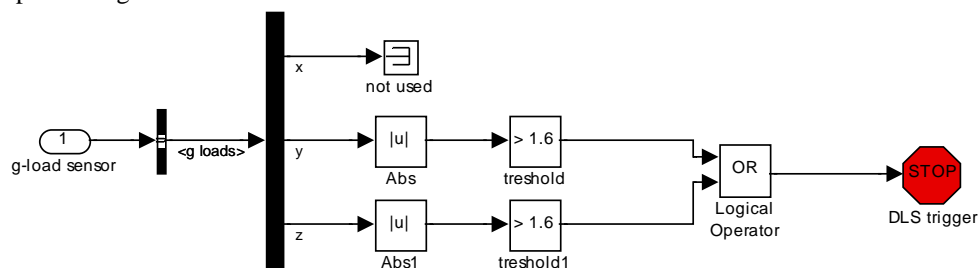 x
not used
1
g-load sensor
<g loads>
y
|u|
Abs
> 1.6
treshold
OR
Logical
Operator
STOP
DLS trigger
z
|u|
Abs1
> 1.6
treshold1